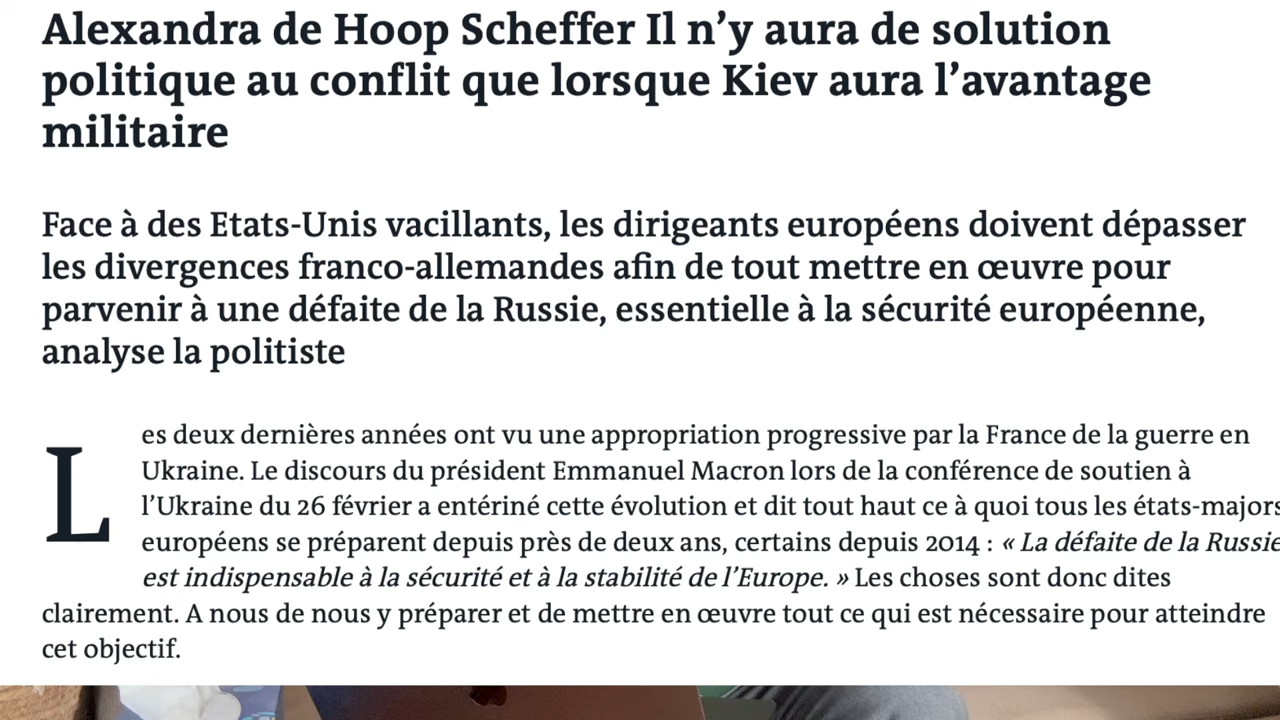 Alexandra de Hoop Scheffer Il n’y aura de solution
politique au conflit que lorsque Kiev aura l’avantage
militaire
Face à des Etats-Unis vacillants, les dirigeants européens doivent dépasser
les divergences franco-allemandes afin de tout mettre en œuvre pour
parvenir à une défaite de la Russie, essentielle à la sécurité européenne,
analyse la politiste
Les deux dernières années ont vu une appropriation progressive par la France de la guerre en
Ukraine. Le discours du président Emmanuel Macron lors de la conférence de soutien à
l’Ukraine du 26 février a entériné cette évolution et dit tout haut ce à quoi tous les états-majors
européens se préparent depuis près de deux ans, certains depuis 2014 : « La défaite de la Russie
est indispensable à la sécurité et à la stabilité de l’Europe. » Les choses sont donc dites
clairement. A nous de nous y préparer et de mettre en œuvre tout ce qui est nécessaire pour atteindre
cet objectif.